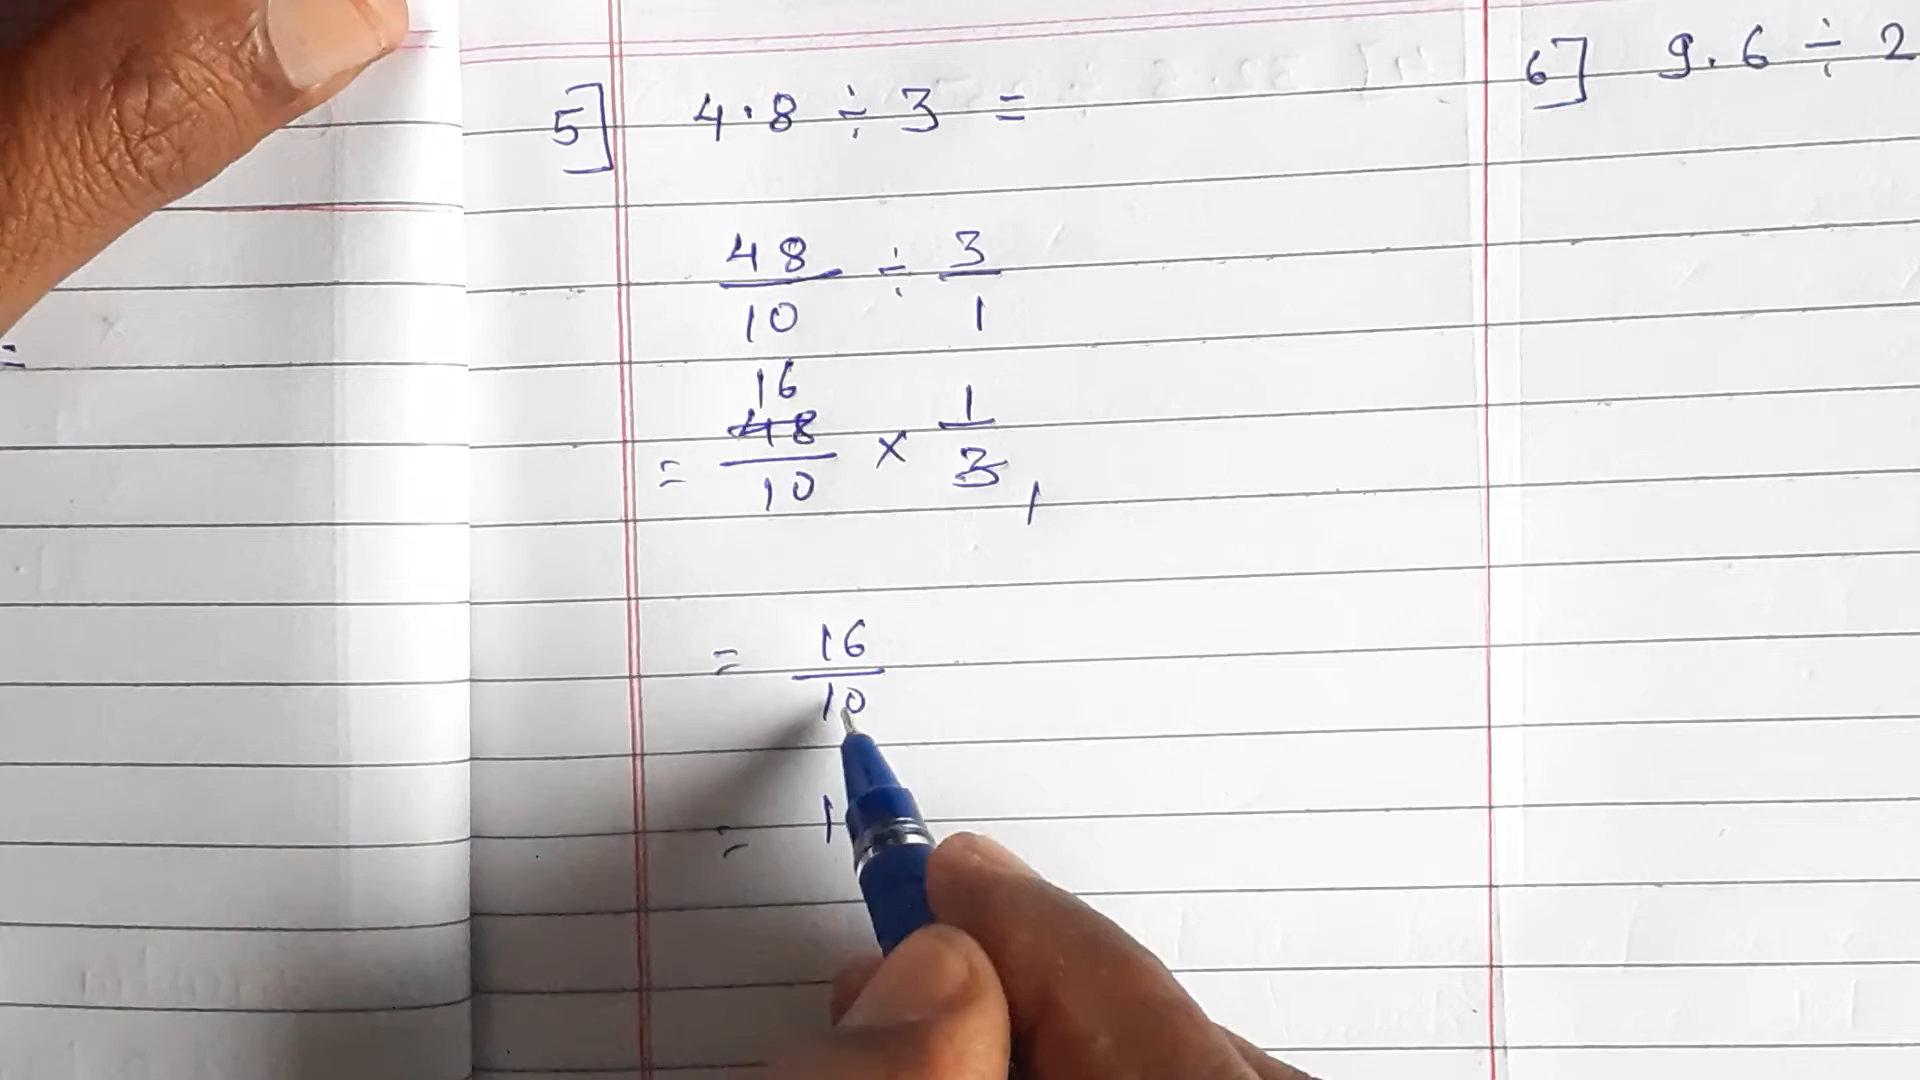 5] 4.8 ÷ 3 =
48/10 ÷ 3/1
16
= 48/10 × 1/3 1
= 16/10
= 1
6] 9.6 ÷ 2
=